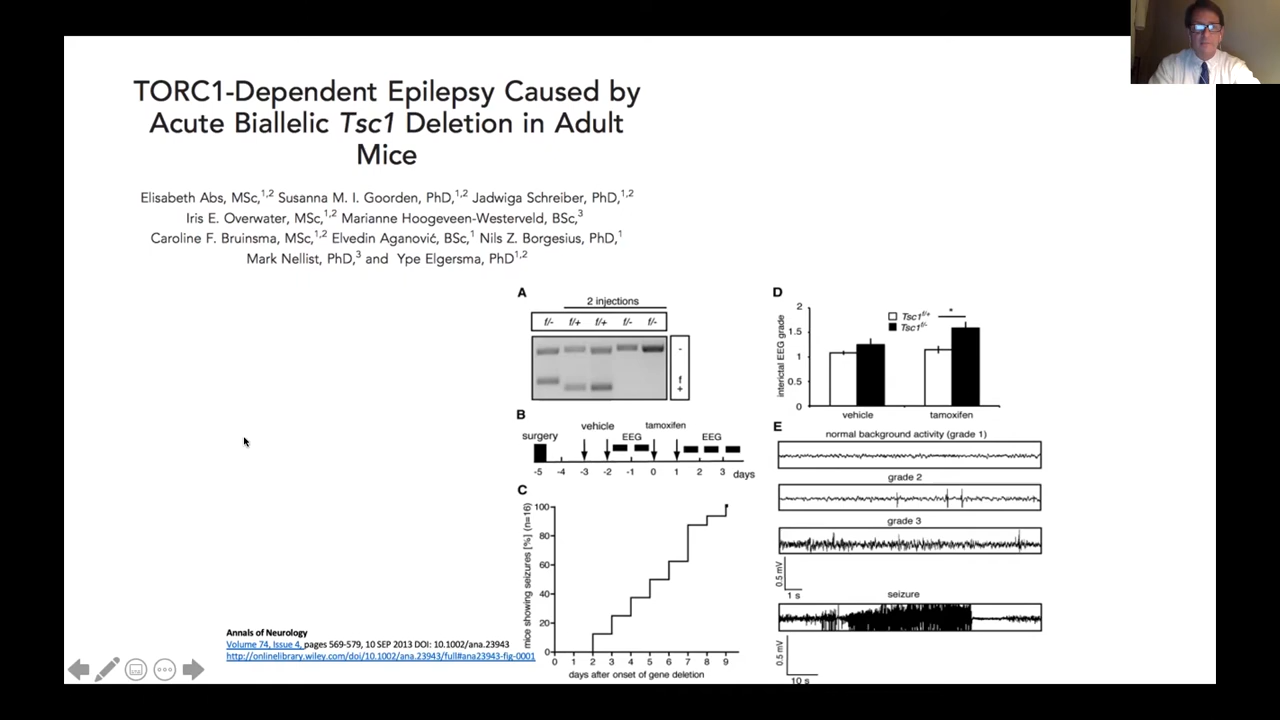 TORC1-Dependent Epilepsy Caused by
Acute Biallelic Tsc1 Deletion in Adult
Mice
Elisabeth Abs, MSc,1,2 Susanna M. I. Goorden, PhD,1,2 Jadwiga Schreiber, PhD,1,2
Iris E. Overwater, MSc,1,2 Marianne Hoogeveen-Westerveld, BSc,3
Caroline F. Bruinsma, MSc,1,2 Elvedin Aganović, BSc,1 Nils Z. Borgesius, PhD,1
Mark Nellist, PhD,3 and Ype Elgersma, PhD1,2
A
2 injections
f/- f/+ f/+ f/- f/-
-
f
+
B
surgery
vehicle
tamoxifen
EEG
EEG
-5 -4 -3 -2 -1 0 1 2 3 days
C
mice showing seizures [%] (n=16)
100
80
60
40
20
0
0 1 2 3 4 5 6 7 8 9
days after onset of gene deletion
D
interictal EEG grade
2
1.5
1
0.5
0
Tsc1f/+
Tsc1f/-
*
vehicle tamoxifen
E
normal background activity (grade 1)
grade 2
grade 3
0.5 mV
1 s
seizure
0.5 mV
10 s
Annals of Neurology
Volume 74, Issue 4, pages 569-579, 10 SEP 2013 DOI: 10.1002/ana.23943
http://onlinelibrary.wiley.com/doi/10.1002/ana.23943/full#ana23943-fig-0001